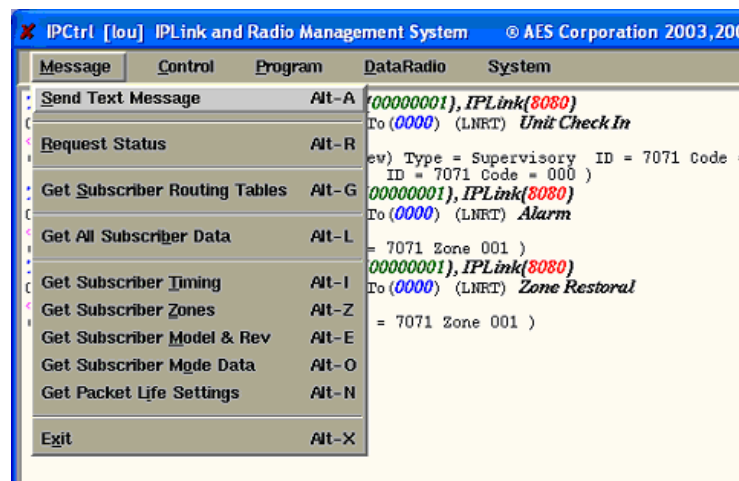 IPCtrl [lou] IPLink and Radio Management System ® AES Corporation 2003,200
Message Control Program DataRadio System
Send Text Message Alt-A
Request Status Alt-R
Get Subscriber Routing Tables Alt-G
Get All Subscriber Data Alt-L
Get Subscriber Timing Alt-I
Get Subscriber Zones Alt-Z
Get Subscriber Model & Rev Alt-E
Get Subscriber Mode Data Alt-O
Get Packet Life Settings Alt-N
Exit Alt-X
(00000001), IPLink(8080)
To(0000) (LNRT) Unit Check In
ew) Type = Supervisory ID = 7071 Code =
ID = 7071 Code = 000 )
00000001), IPLink(8080)
To(0000) (LNRT) Alarm
= 7071 Zone 001 )
00000001), IPLink(8080)
To(0000) (LNRT) Zone Restoral
= 7071 Zone 001 )